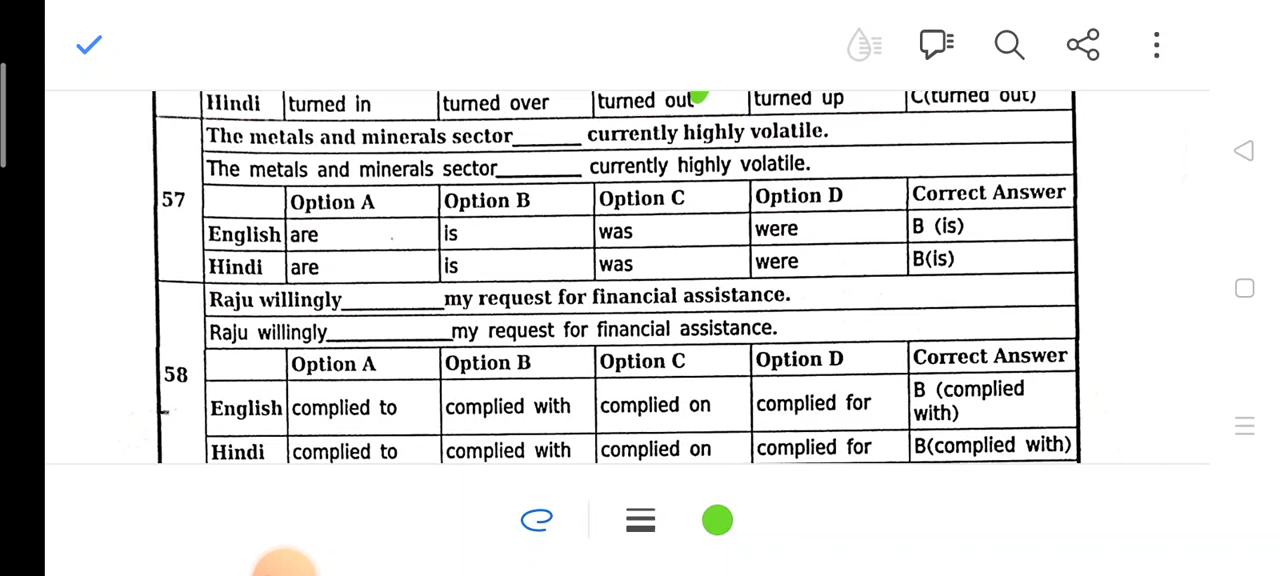 Hindi turned in turned over turned out turned up C(turned out)
The metals and minerals sector______ currently highly volatile.
The metals and minerals sector________ currently highly volatile.
57
Option A Option B Option C Option D Correct Answer
English are is was were B (is)
Hindi are is was were B(is)
Raju willingly_________my request for financial assistance.
Raju willingly____________my request for financial assistance.
58
Option A Option B Option C Option D Correct Answer
English complied to complied with complied on complied for B (complied
with)
Hindi complied to complied with complied on complied for B(complied with)